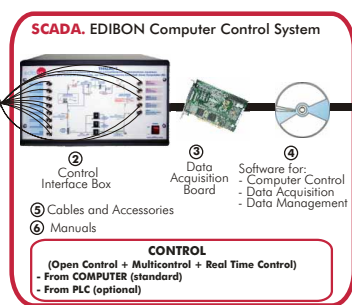 SCADA. EDIBON Computer Control System
② Control Interface Box
③ Data Acquisition Board
④ Software for:
- Computer Control
- Data Acquisition
- Data Management
⑤ Cables and Accessories
⑥ Manuals
CONTROL
(Open Control + Multicontrol + Real Time Control)
- From COMPUTER (standard)
- From PLC (optional)